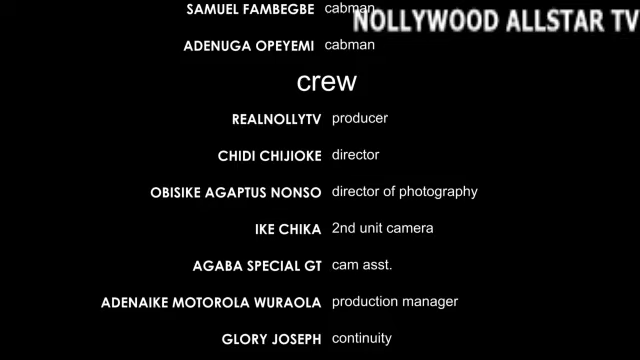 SAMUEL FAMBEGBE cabman
NOLLYWOOD ALLSTAR TV
ADENUGA OPEYEMI cabman
crew
REALNOLLYTV producer
CHIDI CHIJIOKE director
OBISIKE AGAPTUS NONSO director of photography
IKE CHIKA 2nd unit camera
AGABA SPECIAL GT cam asst.
ADENAIKE MOTOROLA WURAOLA production manager
GLORY JOSEPH continuity